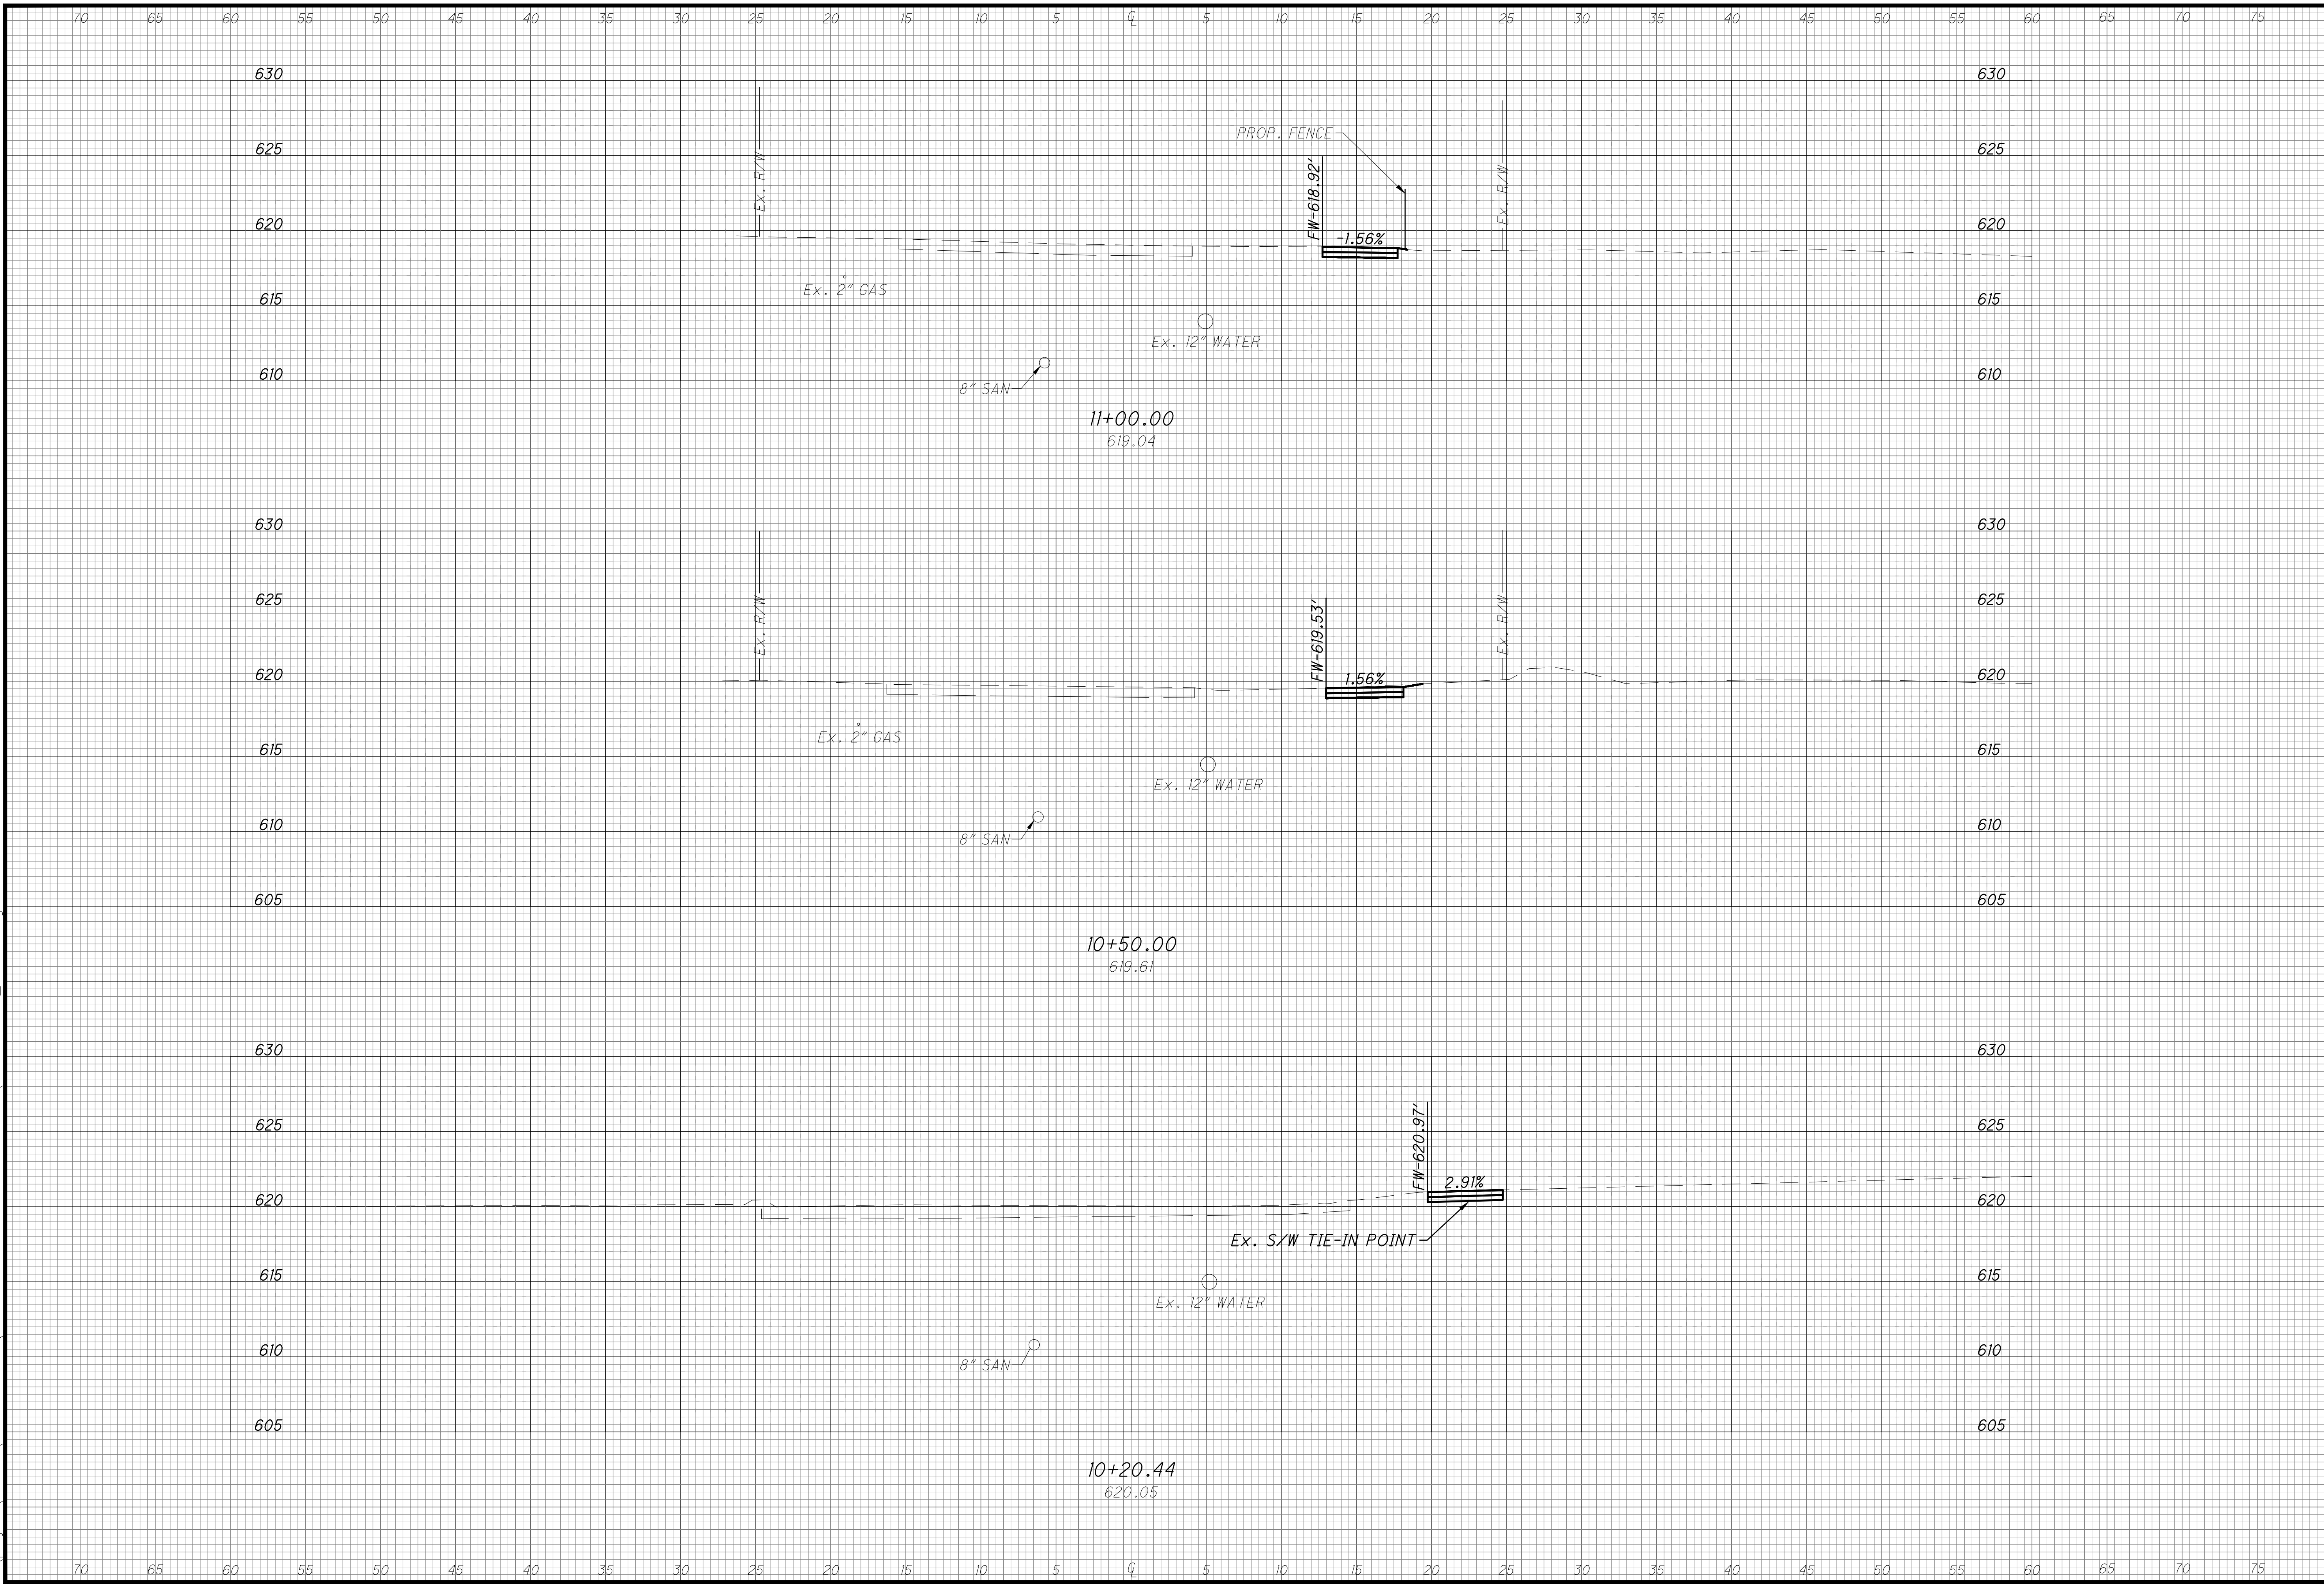 70 65 60 55 50 45 40 35 30 25 20 15 10 5 ℄ 5 10 15 20 25 30 35 40 45 50 55 60 65 70 75
630 630
PROP. FENCE
625 625
Ex. R/W
FW-618.92'
Ex. R/W
620 620
-1.56%
Ex. 2" GAS
615 615
Ex. 12" WATER
610 610
8" SAN
11+00.00
619.04
630 630
625 625
Ex. R/W
FW-619.53'
Ex. R/W
620 620
1.56%
Ex. 2" GAS
615 615
Ex. 12" WATER
610 610
8" SAN
605 605
10+50.00
619.61
630 630
625 625
FW-620.97'
2.91%
620 620
Ex. S/W TIE-IN POINT
615 615
Ex. 12" WATER
610 610
8" SAN
605 605
10+20.44
620.05
70 65 60 55 50 45 40 35 30 25 20 15 10 5 ℄ 5 10 15 20 25 30 35 40 45 50 55 60 65 70 75